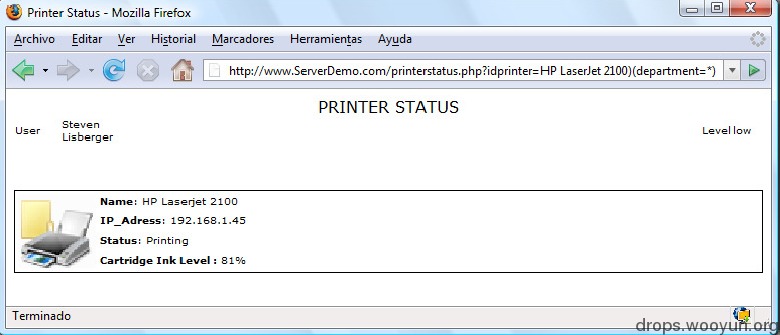 Printer Status - Mozilla Firefox
Archivo Editar Ver Historial Marcadores Herramientas Ayuda
http://www.ServerDemo.com/printerstatus.php?idprinter=HP LaserJet 2100)(department=*)
PRINTER STATUS
User Steven Lisberger Level low
Name: HP Laserjet 2100
IP_Adress: 192.168.1.45
Status: Printing
Cartridge Ink Level : 81%
Terminado
drops.wooyun.org